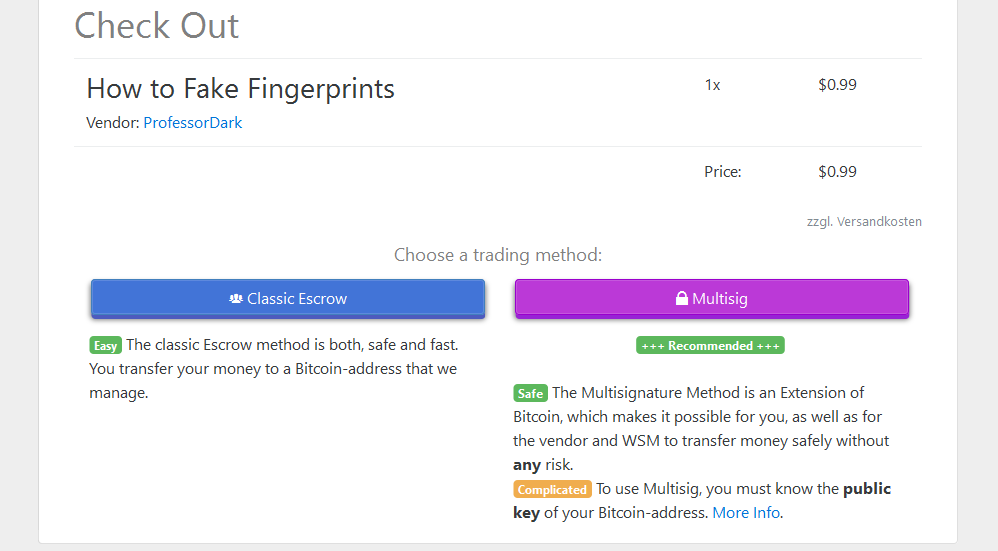 Check Out
How to Fake Fingerprints 1x $0.99
Vendor: ProfessorDark
Price: $0.99
zzgl. Versandkosten
Choose a trading method:
Classic Escrow
Easy The classic Escrow method is both, safe and fast.
You transfer your money to a Bitcoin-address that we
manage.
Multisig
+++ Recommended +++
Safe The Multisignature Method is an Extension of
Bitcoin, which makes it possible for you, as well as for
the vendor and WSM to transfer money safely without
any risk.
Complicated To use Multisig, you must know the public
key of your Bitcoin-address. More Info.